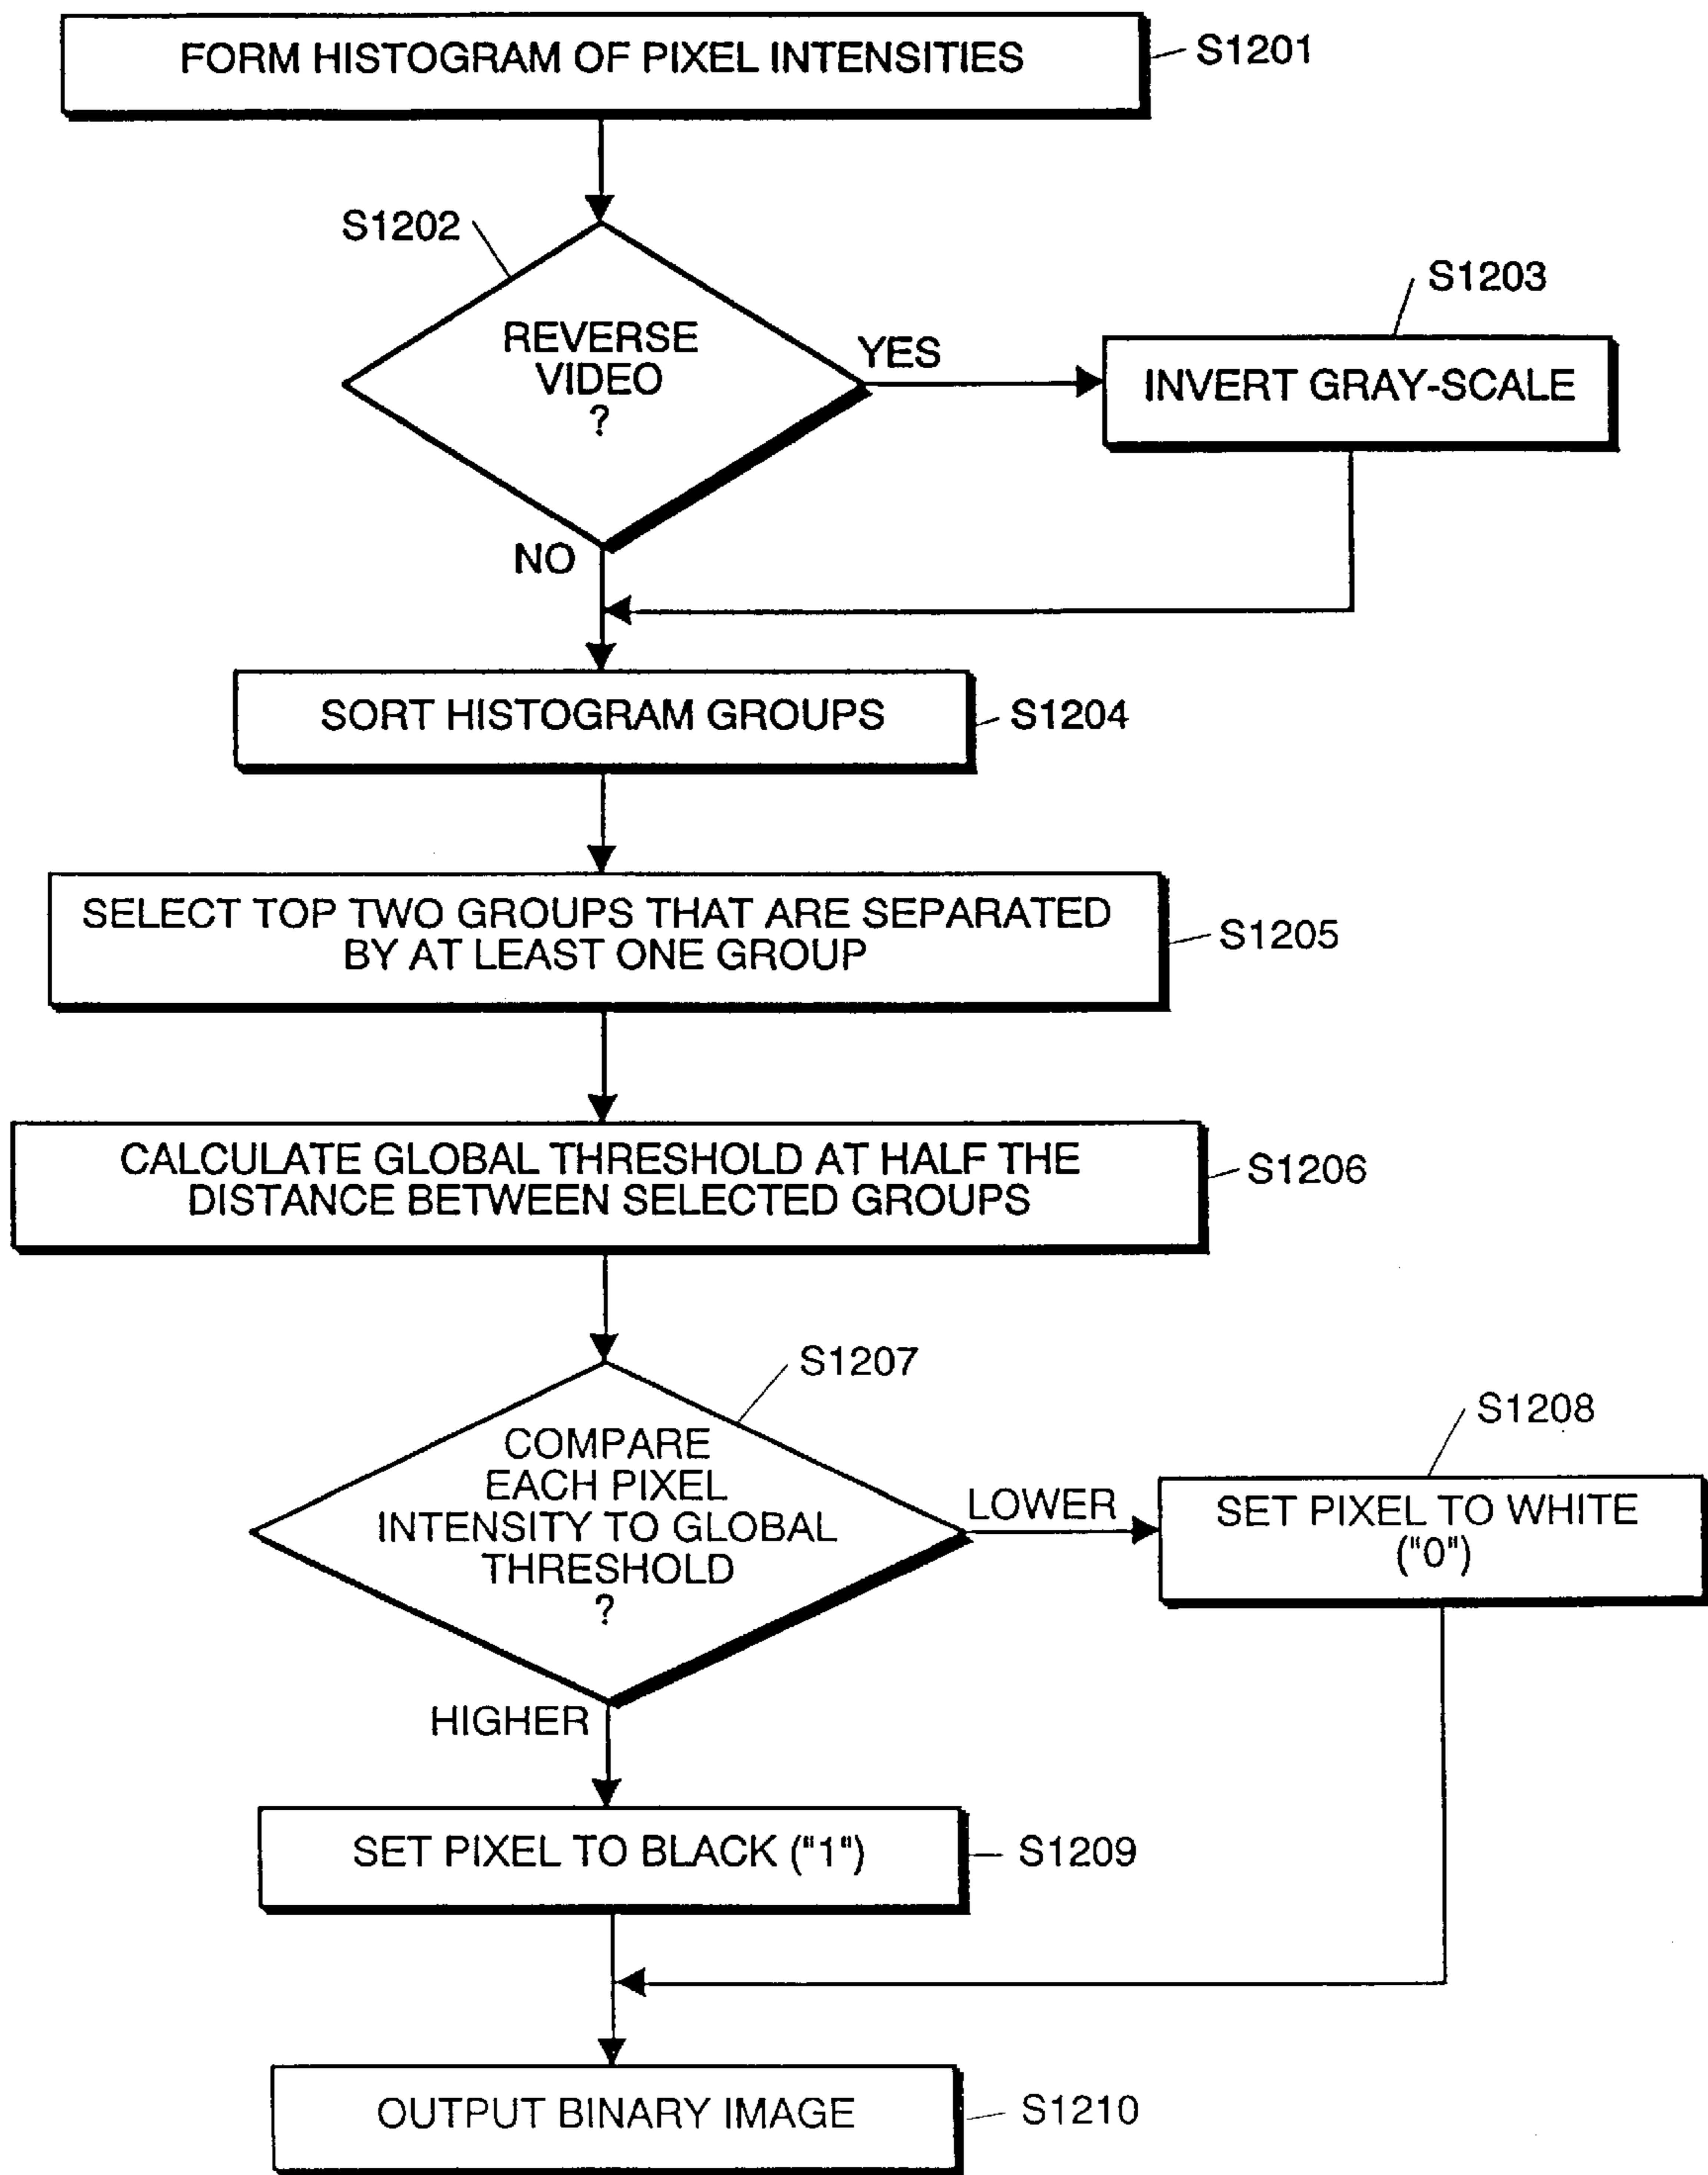 FORM HISTOGRAM OF PIXEL INTENSITIES
S1201
S1202
REVERSE
VIDEO
?
YES
S1203
INVERT GRAY-SCALE
NO
SORT HISTOGRAM GROUPS
S1204
SELECT TOP TWO GROUPS THAT ARE SEPARATED
BY AT LEAST ONE GROUP
S1205
CALCULATE GLOBAL THRESHOLD AT HALF THE
DISTANCE BETWEEN SELECTED GROUPS
S1206
S1207
COMPARE
EACH PIXEL
INTENSITY TO GLOBAL
THRESHOLD
?
LOWER
S1208
SET PIXEL TO WHITE
("0")
HIGHER
SET PIXEL TO BLACK ("1")
S1209
OUTPUT BINARY IMAGE
S1210